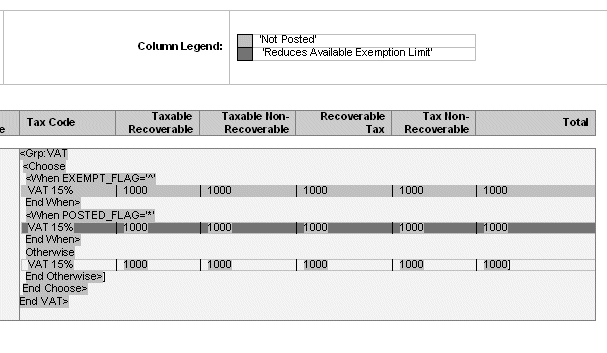 Column Legend:
'Not Posted'
'Reduces Available Exemption Limit'
e Tax Code Taxable Recoverable Taxable Non-Recoverable Recoverable Tax Tax Non-Recoverable Total
<Grp:VAT
<Choose
<When EXEMPT_FLAG='^'
VAT 15% 1000 1000 1000 1000 1000
End When>
<When POSTED_FLAG='*'
VAT 15% 1000 1000 1000 1000 1000
End When>
Otherwise
VAT 15% 1000 1000 1000 1000 1000]
End Otherwise>]
End Choose>
End VAT>